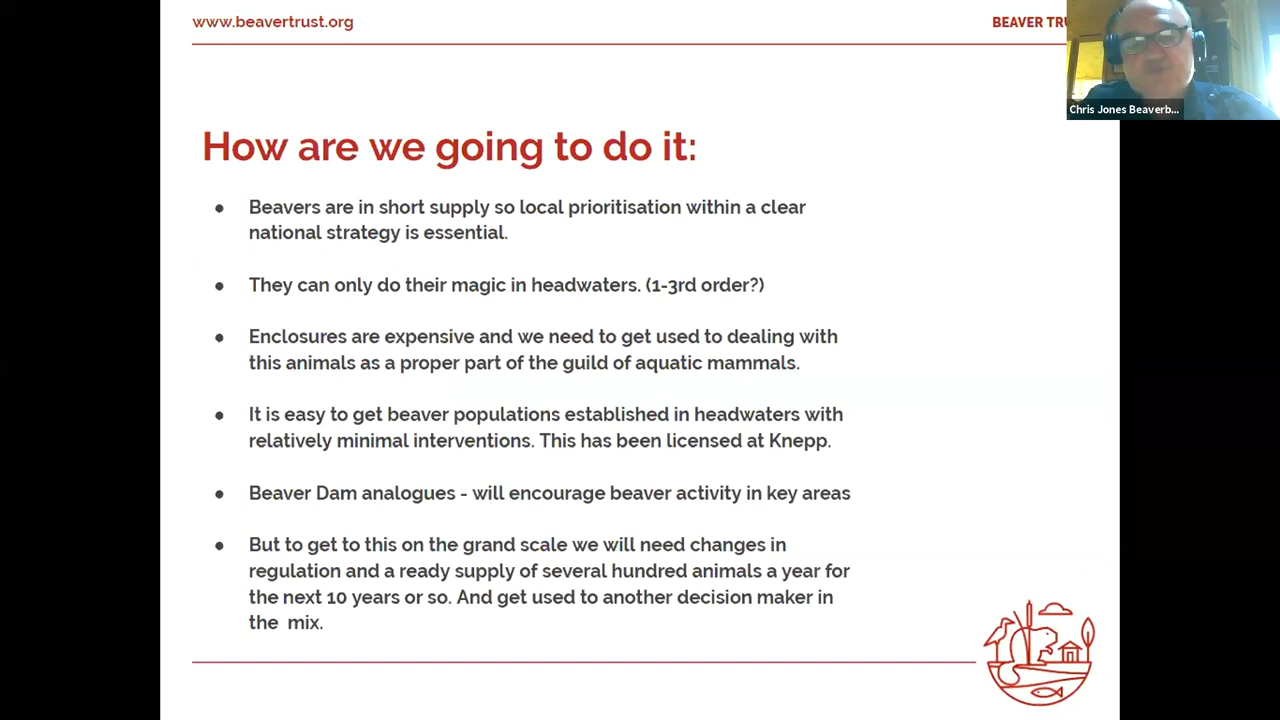 www.beavertrust.org
BEAVER
Chris Jones Beaverb...
How are we going to do it:
● Beavers are in short supply so local prioritisation within a clear
national strategy is essential.
● They can only do their magic in headwaters. (1-3rd order?)
● Enclosures are expensive and we need to get used to dealing with
this animals as a proper part of the guild of aquatic mammals.
● It is easy to get beaver populations established in headwaters with
relatively minimal interventions. This has been licensed at Knepp.
● Beaver Dam analogues - will encourage beaver activity in key areas
● But to get to this on the grand scale we will need changes in
regulation and a ready supply of several hundred animals a year for
the next 10 years or so. And get used to another decision maker in
the mix.